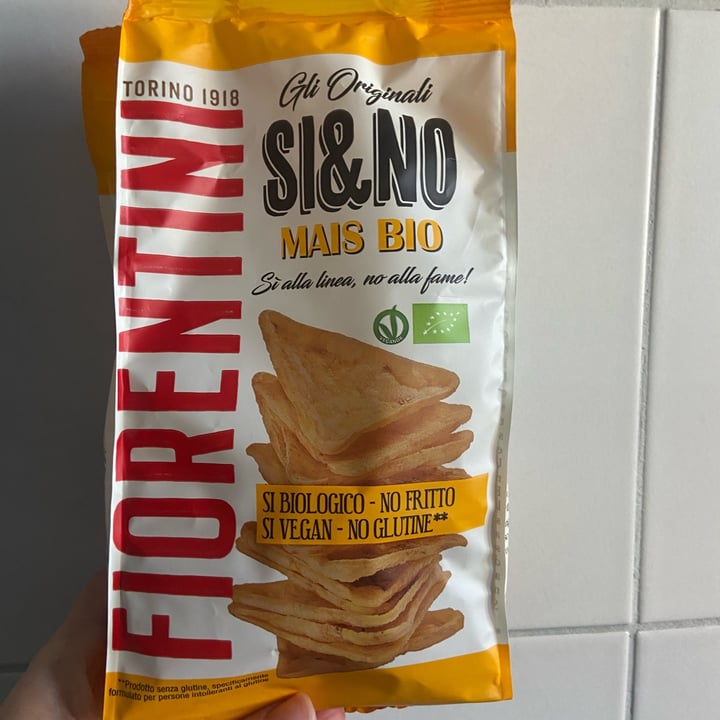 TORINO 1918
FIORENTINI
Gli Originali
SI&NO
MAIS BIO
Sì alla linea, no alla fame!
SI BIOLOGICO - NO FRITTO
SI VEGAN - NO GLUTINE**
**Prodotto senza glutine, specificamente
formulato per persone intolleranti al glutine